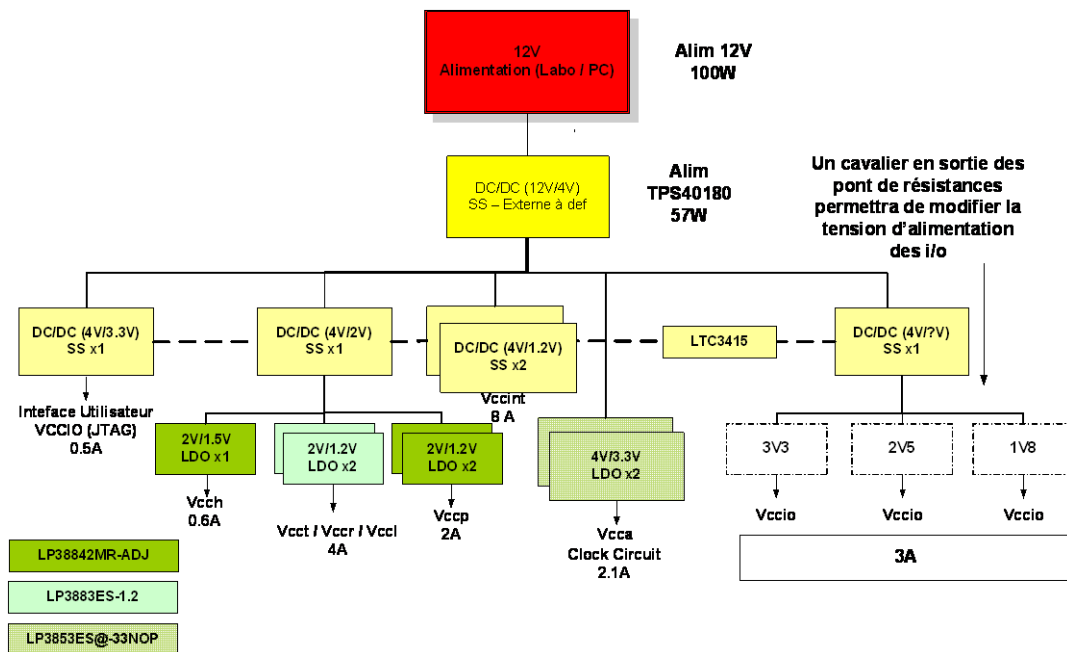 12V
Alimentation (Labo / PC)
Alim 12V
100W
DC/DC (12V/4V)
SS – Externe à def
Alim
TPS40180
57W
Un cavalier en sortie des
pont de résistances
permettra de modifier la
tension d'alimentation
des i/o
DC/DC (4V/3.3V)
SS x1
DC/DC (4V/2V)
SS x1
DC/DC (4V/1.2V)
SS x2
LTC3415
DC/DC (4V/?V)
SS x1
Inteface Utilisateur
VCCIO (JTAG)
0.5A
Vccint
8 A
2V/1.5V
LDO x1
2V/1.2V
LDO x2
2V/1.2V
LDO x2
4V/3.3V
LDO x2
3V3
2V5
1V8
Vcch
0.6A
Vcct / Vccr / Vccl
4A
Vccp
2A
Vcca
Clock Circuit
2.1A
Vccio
Vccio
Vccio
3A
LP38842MR-ADJ
LP3883ES-1.2
LP3853ES@-33NOP